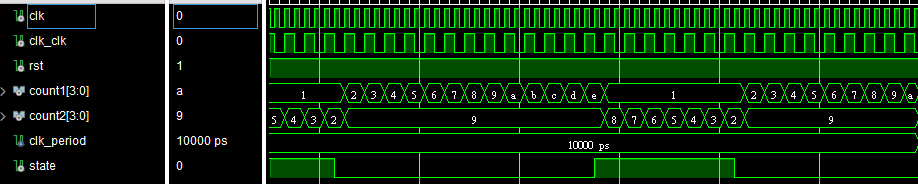 clk 0
clk_clk 0
rst 1
count1[3:0] a 1 2 3 4 5 6 7 8 9 a b c d e 1 2 3 4 5 6 7 8 9 a
count2[3:0] 9 5 4 3 2 9 8 7 6 5 4 3 2 9
clk_period 10000 ps 10000 ps
state 0